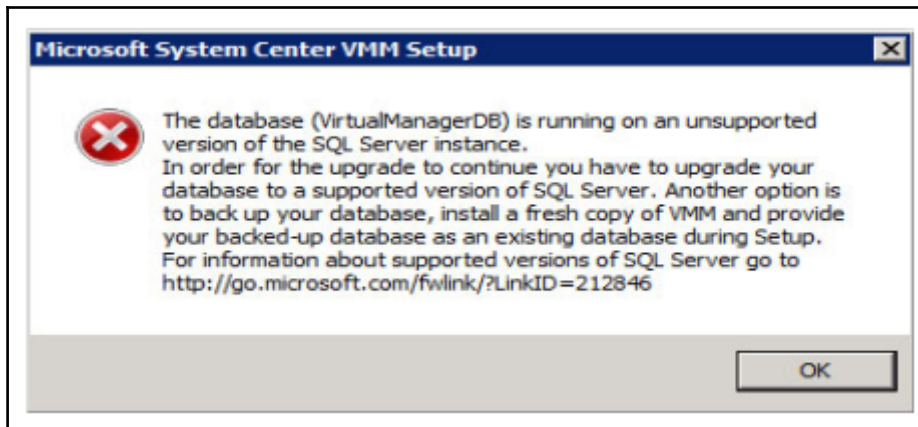 Microsoft System Center VMM Setup
The database (VirtualManagerDB) is running on an unsupported
version of the SQL Server instance.
In order for the upgrade to continue you have to upgrade your
database to a supported version of SQL Server. Another option is
to back up your database, install a fresh copy of VMM and provide
your backed-up database as an existing database during Setup.
For information about supported versions of SQL Server go to
http://go.microsoft.com/fwlink/?LinkID=212846
OK